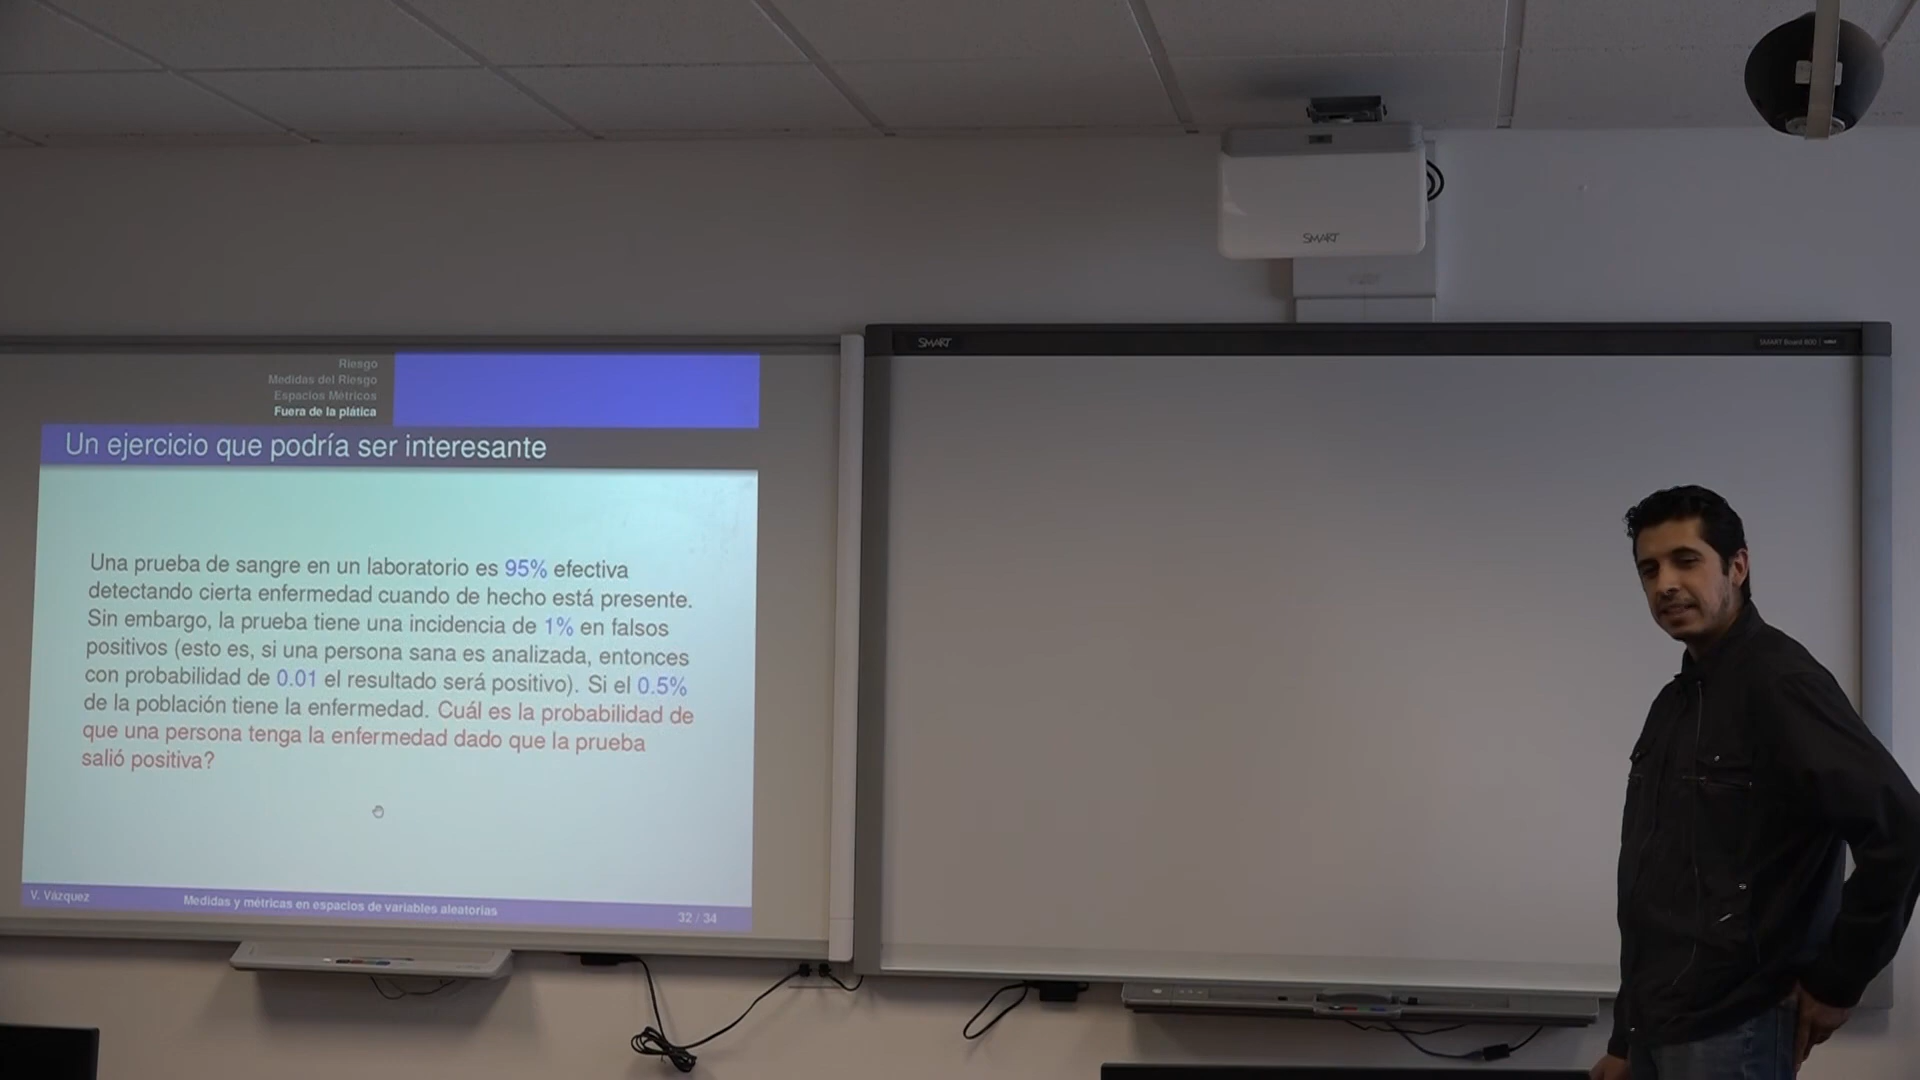 SMART
SMART
SMART Board 800
Riesgo
Medidas del Riesgo
Espacios Métricos
Fuera de la plática
Un ejercicio que podría ser interesante
Una prueba de sangre en un laboratorio es 95% efectiva
detectando cierta enfermedad cuando de hecho está presente.
Sin embargo, la prueba tiene una incidencia de 1% en falsos
positivos (esto es, si una persona sana es analizada, entonces
con probabilidad de 0.01 el resultado será positivo). Si el 0.5%
de la población tiene la enfermedad. Cuál es la probabilidad de
que una persona tenga la enfermedad dado que la prueba
salió positiva?
V. Vázquez
Medidas y métricas en espacios de variables aleatorias
32 / 34